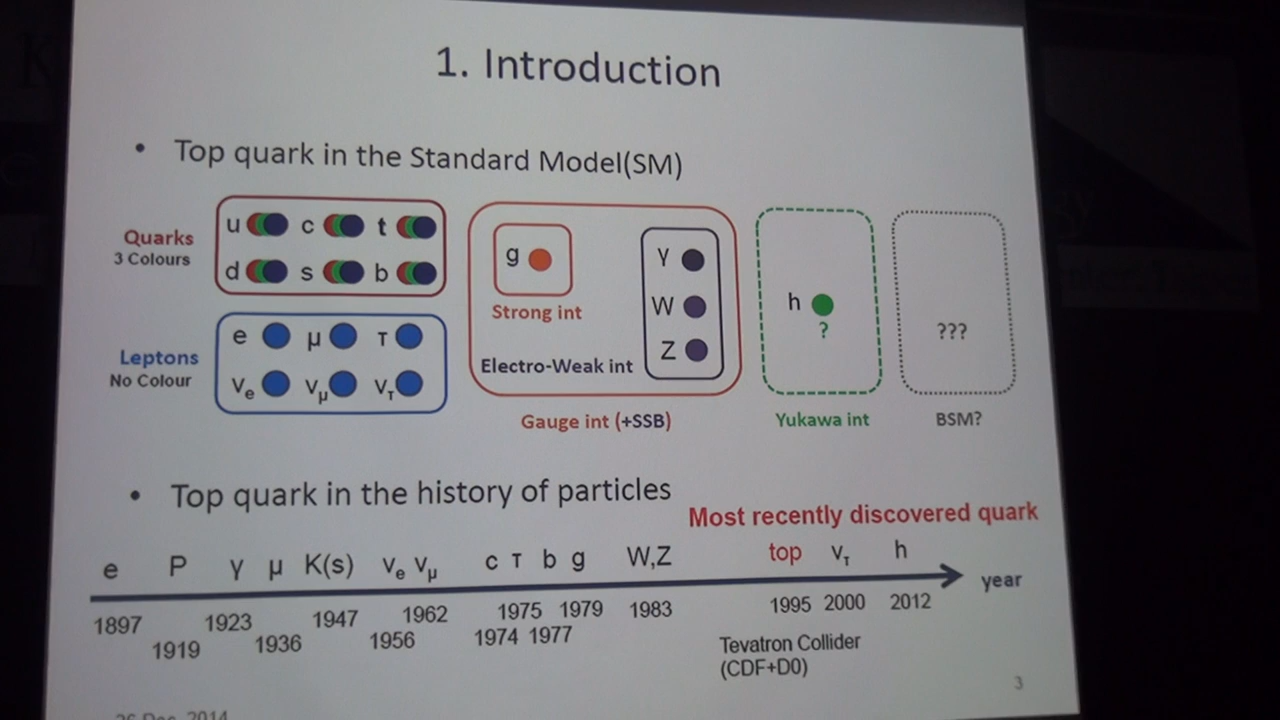 1. Introduction
• Top quark in the Standard Model(SM)
Quarks
3 Colours
u c t
d s b
Leptons
No Colour
e μ τ
νe νμ ντ
g
Strong int
γ
W
Z
Electro-Weak int
Gauge int (+SSB)
h
?
Yukawa int
???
BSM?
• Top quark in the history of particles
Most recently discovered quark
e P γ μ K(s) νe νμ c τ b g W,Z top ντ h
year
1897 1923 1947 1962 1975 1979 1983 1995 2000 2012
1919 1936 1956 1974 1977
Tevatron Collider
(CDF+D0)
3
26 Dec, 2014